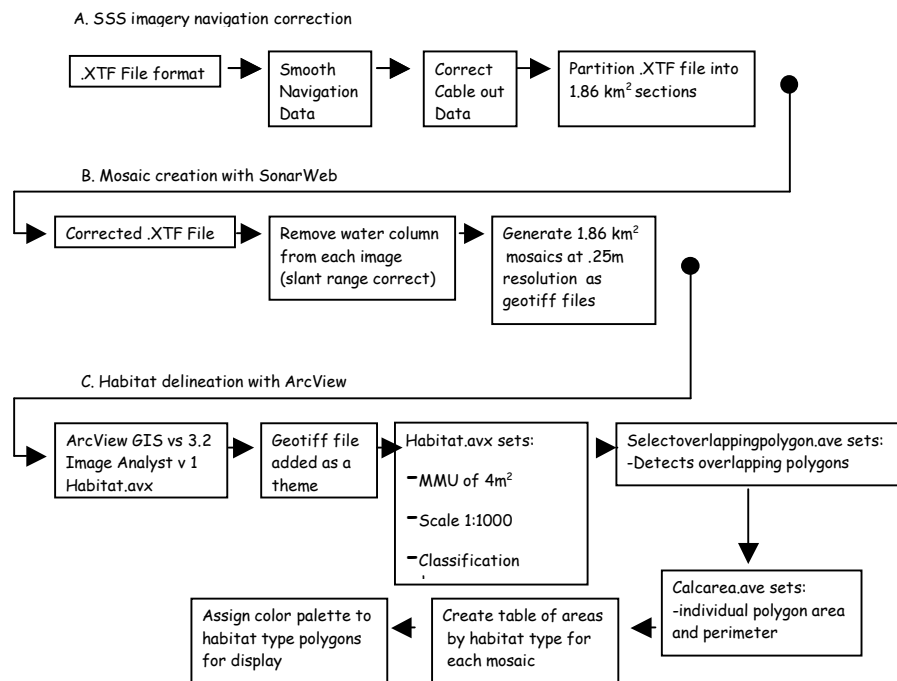 A. SSS imagery navigation correction
.XTF File format
Smooth
Navigation
Data
Correct
Cable out
Data
Partition .XTF file into
1.86 km² sections
B. Mosaic creation with SonarWeb
Corrected .XTF File
Remove water column
from each image
(slant range correct)
Generate 1.86 km²
mosaics at .25m
resolution as
geotiff files
C. Habitat delineation with ArcView
ArcView GIS vs 3.2
Image Analyst v 1
Habitat.avx
Geotiff file
added as a
theme
Habitat.avx sets:
-MMU of 4m²
-Scale 1:1000
-Classification
Selectoverlappingpolygon.ave sets:
-Detects overlapping polygons
Calcarea.ave sets:
-individual polygon area
and perimeter
Create table of areas
by habitat type for
each mosaic
Assign color palette to
habitat type polygons
for display